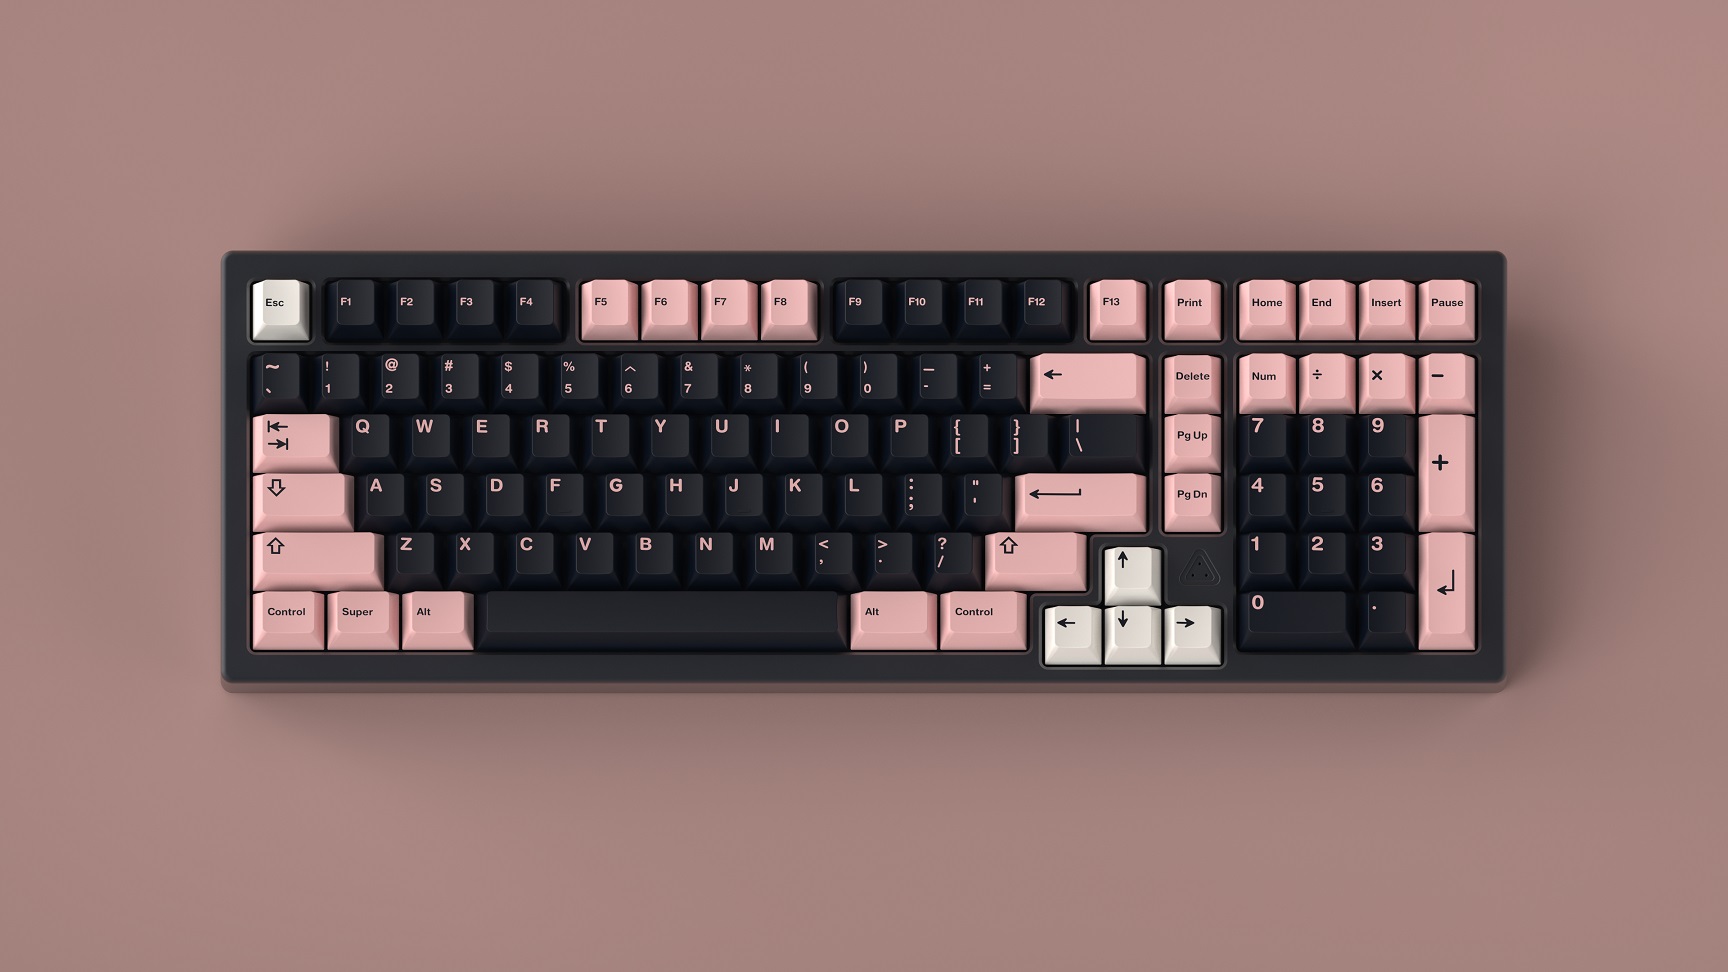 Esc F1 F2 F3 F4 F5 F6 F7 F8 F9 F10 F11 F12 F13 Print Home End Insert Pause
~ ! @ # $ % ^ & * ( ) — + ← Delete Num ÷ × −
` 1 2 3 4 5 6 7 8 9 0 - =
⇤ Q W E R T Y U I O P { } | Pg Up 7 8 9 +
⇥ [ ] \
⇩ A S D F G H J K L : " ⟵ Pg Dn 4 5 6
; '
⇧ Z X C V B N M < > ? ⇧ ↑ 1 2 3 ↵
, . /
Control Super Alt Alt Control ← ↓ → 0 .